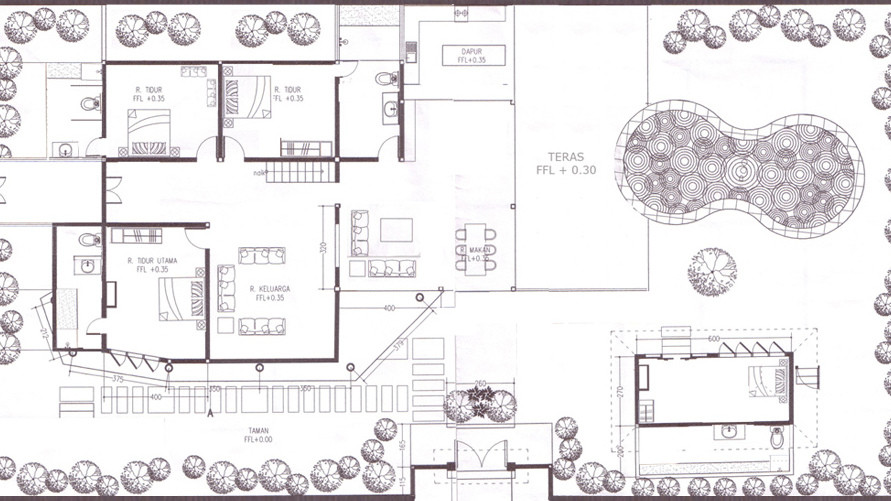 DAPUR
FFL+0.35
R. TIDUR
FFL +0.35
R. TIDUR
FFL +0.35
TERAS
FFL + 0.30
naik
320
MAKAN
FFL+0.35
R. TIDUR UTAMA
FFL +0.35
R. KELUARGA
FFL+0.35
400
379
600
375
400
350
350
260
270
A
TAMAN
FFL+0.00
165
115
200